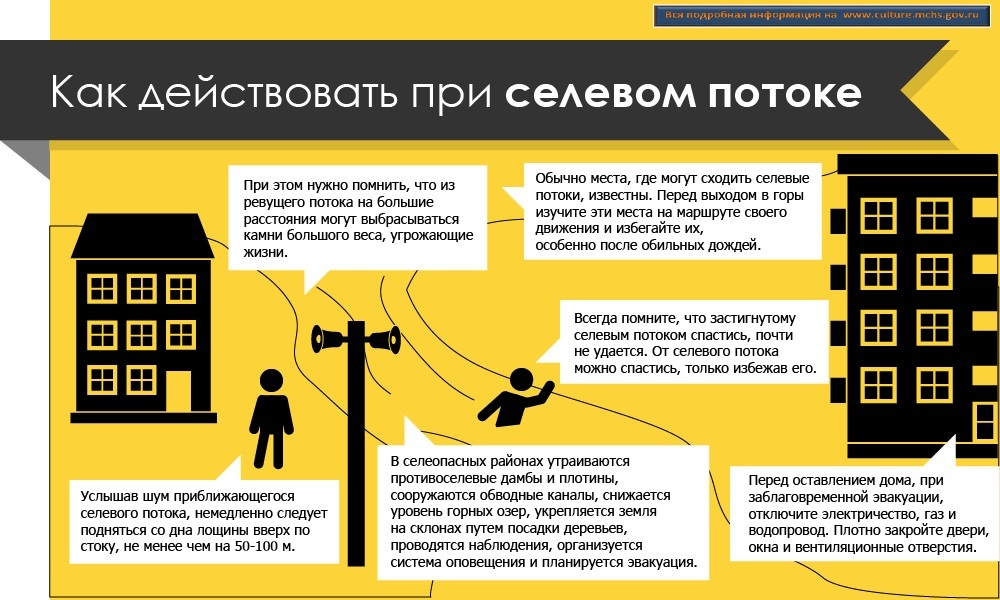 Вся подробная информация на www.culture.mchs.gov.ru
Как действовать при селевом потоке
При этом нужно помнить, что из
ревущего потока на большие
расстояния могут выбрасываться
камни большого веса, угрожающие
жизни.
Обычно места, где могут сходить селевые
потоки, известны. Перед выходом в горы
изучите эти места на маршруте своего
движения и избегайте их,
особенно после обильных дождей.
Всегда помните, что застигнутому
селевым потоком спастись, почти
не удается. От селевого потока
можно спастись, только избежав его.
Услышав шум приближающегося
селевого потока, немедленно следует
подняться со дна лощины вверх по
стоку, не менее чем на 50-100 м.
В селеопасных районах утраиваются
противоселевые дамбы и плотины,
сооружаются обводные каналы, снижается
уровень горных озер, укрепляется земля
на склонах путем посадки деревьев,
проводятся наблюдения, организуется
система оповещения и планируется эвакуация.
Перед оставлением дома, при
заблаговременной эвакуации,
отключите электричество, газ и
водопровод. Плотно закройте двери,
окна и вентиляционные отверстия.